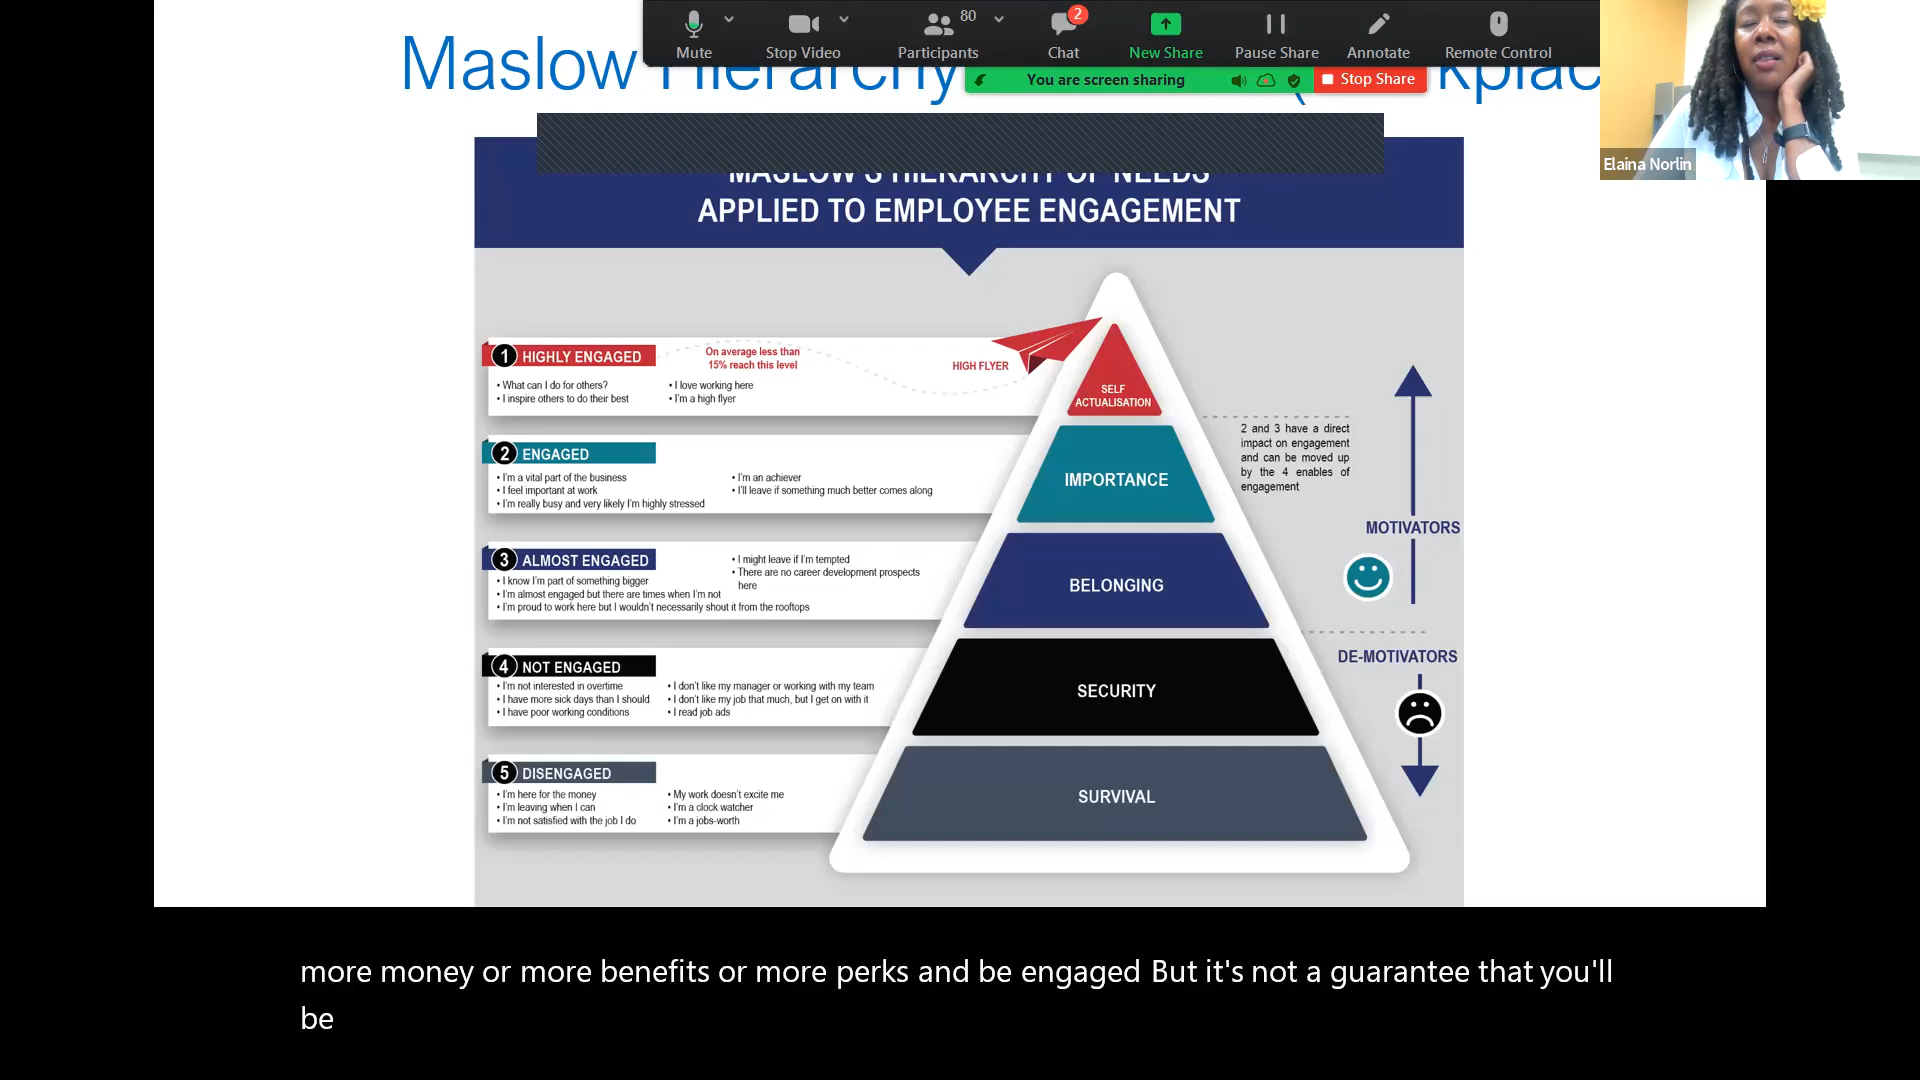 Mute
Stop Video
80
Participants
2
Chat
New Share
Pause Share
Annotate
Remote Control
Maslow Hierarchy
You are screen sharing
Stop Share
Elaina Norlin
MASLOW'S HIERARCHY OF NEEDS
APPLIED TO EMPLOYEE ENGAGEMENT
1 HIGHLY ENGAGED
On average less than
15% reach this level
HIGH FLYER
• What can I do for others?
• I inspire others to do their best
• I love working here
• I'm a high flyer
SELF
ACTUALISATION
2 ENGAGED
• I'm a vital part of the business
• I feel important at work
• I'm really busy and very likely I'm highly stressed
• I'm an achiever
• I'll leave if something much better comes along
IMPORTANCE
2 and 3 have a direct
impact on engagement
and can be moved up
by the 4 enables of
engagement
MOTIVATORS
3 ALMOST ENGAGED
• I know I'm part of something bigger
• I'm almost engaged but there are times when I'm not
• I'm proud to work here but I wouldn't necessarily shout it from the rooftops
• I might leave if I'm tempted
• There are no career development prospects
here
BELONGING
DE-MOTIVATORS
4 NOT ENGAGED
• I'm not interested in overtime
• I have more sick days than I should
• I have poor working conditions
• I don't like my manager or working with my team
• I don't like my job that much, but I get on with it
• I read job ads
SECURITY
5 DISENGAGED
• I'm here for the money
• I'm leaving when I can
• I'm not satisfied with the job I do
• My work doesn't excite me
• I'm a clock watcher
• I'm a jobs-worth
SURVIVAL
more money or more benefits or more perks and be engaged But it's not a guarantee that you'll
be